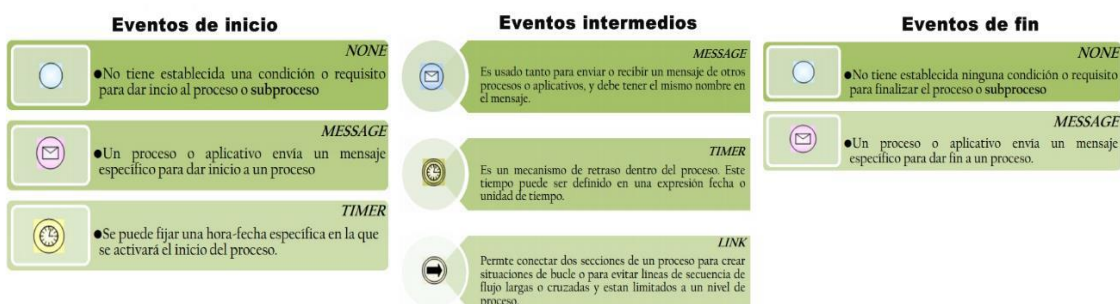 Eventos de inicio
NONE
●No tiene establecida una condición o requisito
para dar incio al proceso o subproceso
MESSAGE
●Un proceso o aplicativo envía un mensaje
específico para dar inicio a un proceso
TIMER
●Se puede fijar una hora-fecha específica en la que
se activará el inicio del proceso.
Eventos intermedios
MESSAGE
Es usado tanto para enviar o recibir un mensaje de otros
procesos o aplicativos, y debe tener el mismo nombre en
el mensaje.
TIMER
Es un mecanismo de retraso dentro del proceso. Este
tiempo puede ser definido en una expresión fecha o
unidad de tiempo.
LINK
Permte conectar dos secciones de un proceso para crear
situaciones de bucle o para evitar líneas de secuencia de
flujo largas o cruzadas y estan limitados a un nivel de
proceso.
Eventos de fin
NONE
●No tiene establecida ninguna condición o requisito
para finalizar el proceso o subproceso
MESSAGE
●Un proceso o aplicativo envía un mensaje
específico para dar fin a un proceso.